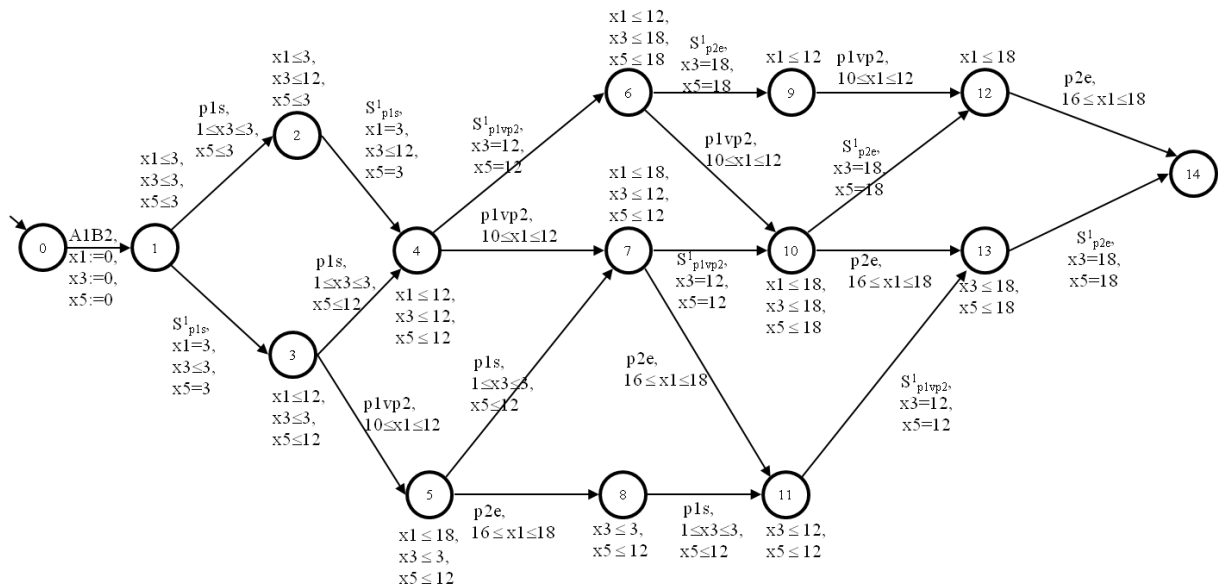 0
A1B2,
x1:=0,
x3:=0,
x5:=0
x1≤3,
x3≤3,
x5≤3
1
p1s,
1≤x3≤3,
x5≤3
S¹p1s,
x1=3,
x3≤3,
x5=3
x1≤3,
x3≤12,
x5≤3
2
S¹p1s,
x1=3,
x3≤12,
x5=3
3
x1≤12,
x3≤3,
x5≤12
p1s,
1≤x3≤3,
x5≤12
p1vp2,
10≤x1≤12
4
x1≤12,
x3≤12,
x5≤12
S¹p1vp2,
x3=12,
x5=12
p1vp2,
10≤x1≤12
5
x1≤18,
x3≤3,
x5≤12
p1s,
1≤x3≤3,
x5≤12
p2e,
16≤x1≤18
x1≤12,
x3≤18,
x5≤18
6
S¹p2e,
x3=18,
x5=18
p1vp2,
10≤x1≤12
x1≤18,
x3≤12,
x5≤12
7
S¹p1vp2,
x3=12,
x5=12
p2e,
16≤x1≤18
8
x3≤3,
x5≤12
p1s,
1≤x3≤3,
x5≤12
x1≤12
9
p1vp2,
10≤x1≤12
10
x1≤18,
x3≤18,
x5≤18
S¹p2e,
x3=18,
x5=18
p2e,
16≤x1≤18
11
x3≤12,
x5≤12
S¹p1vp2,
x3=12,
x5=12
x1≤18
12
p2e,
16≤x1≤18
13
x3≤18,
x5≤18
S¹p2e,
x3=18,
x5=18
14